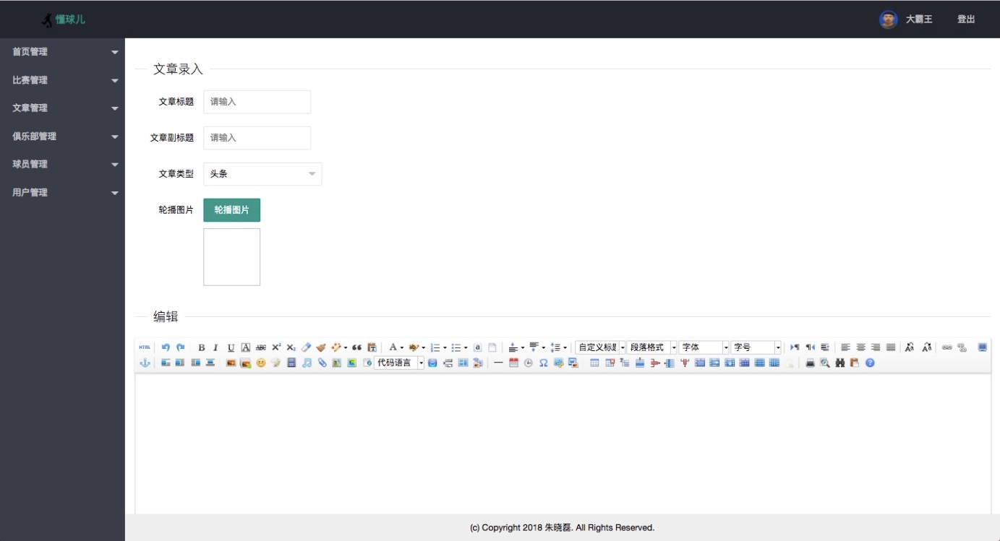 懂球儿
大霸王 登出
首页管理
比赛管理
文章管理
俱乐部管理
球员管理
用户管理
文章录入
文章标题 请输入
文章副标题 请输入
文章类型 头条
轮播图片 轮播图片
编辑
HTML B I U A ABC X² X₂ A 自定义标题 段落格式 字体 字号
代码语言
(c) Copyright 2018 朱晓磊. All Rights Reserved.